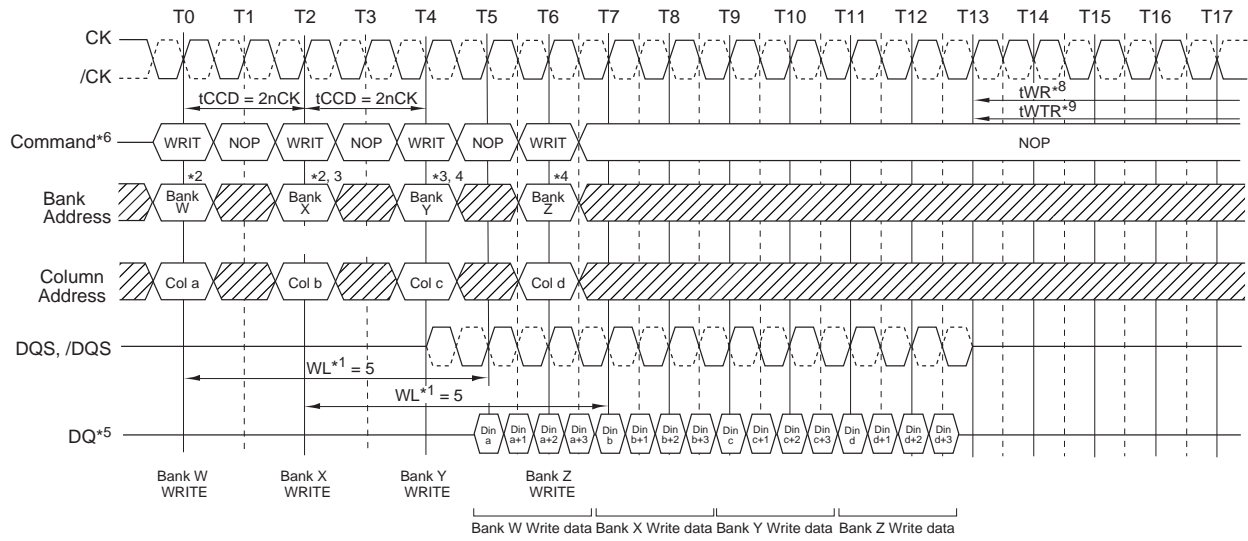 T0 T1 T2 T3 T4 T5 T6 T7 T8 T9 T10 T11 T12 T13 T14 T15 T16 T17
CK
/CK
tCCD = 2nCK tCCD = 2nCK
tWR*8
tWTR*9
Command*6 WRIT NOP WRIT NOP WRIT NOP WRIT NOP
*2 *2, 3 *3, 4 *4
Bank Address
Bank W
Bank X
Bank Y
Bank Z
Column Address
Col a Col b Col c Col d
DQS, /DQS
WL*1 = 5
WL*1 = 5
DQ*5
Din a
Din a+1
Din a+2
Din a+3
Din b
Din b+1
Din b+2
Din b+3
Din c
Din c+1
Din c+2
Din c+3
Din d
Din d+1
Din d+2
Din d+3
Bank W WRITE
Bank X WRITE
Bank Y WRITE
Bank Z WRITE
Bank W Write data Bank X Write data Bank Y Write data Bank Z Write data